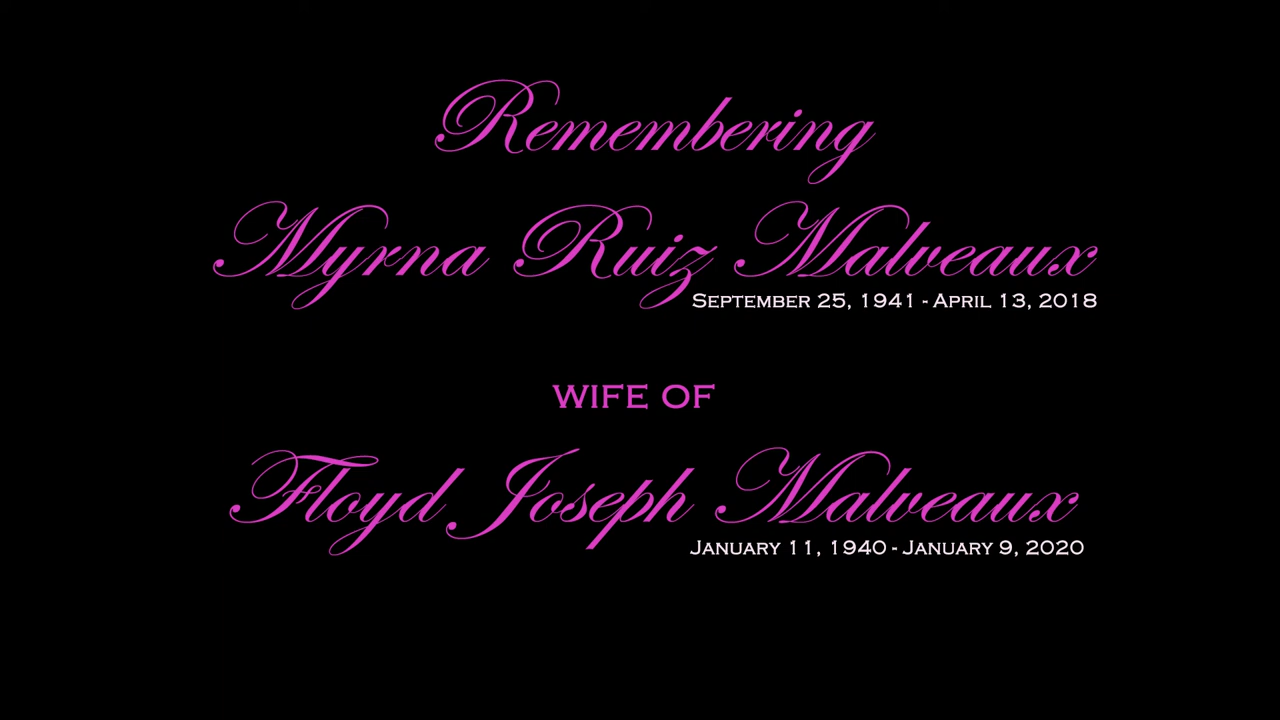 Remembering
Myrna Ruiz Malveaux
September 25, 1941 - April 13, 2018
WIFE OF
Floyd Joseph Malveaux
January 11, 1940 - January 9, 2020